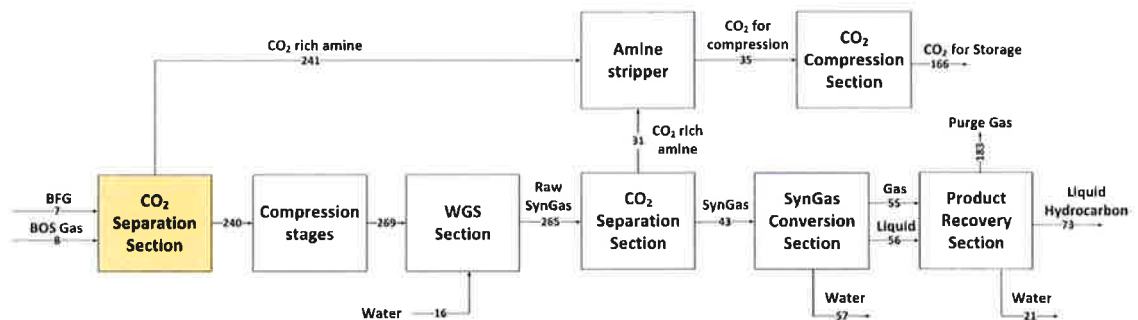 CO₂ rich amine
241
Amine
stripper
CO₂ for
compression
35
CO₂
Compression
Section
CO₂ for Storage
166
31
CO₂ rich
amine
Purge Gas
183
BFG
7
BOS Gas
8
CO₂
Separation
Section
240
Compression
stages
269
WGS
Section
Water
16
Raw
SynGas
265
CO₂
Separation
Section
SynGas
43
SynGas
Conversion
Section
Gas
55
Liquid
56
Water
57
Product
Recovery
Section
Liquid
Hydrocarbon
73
Water
21